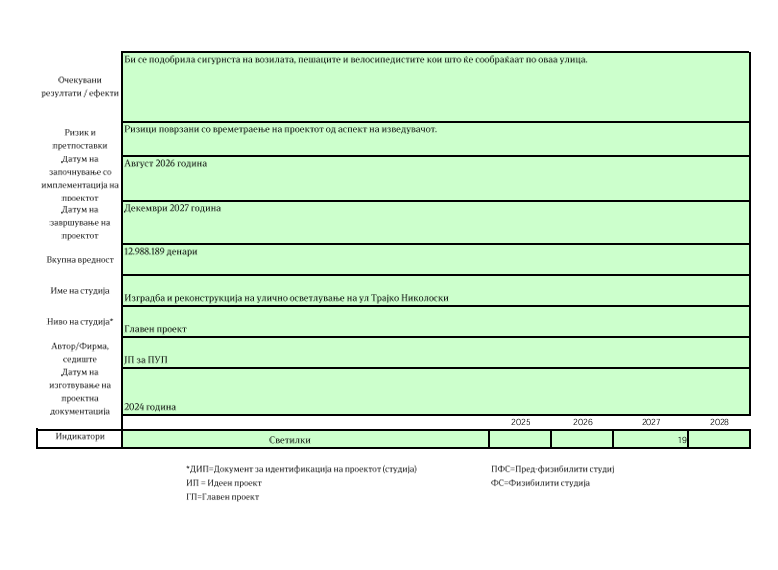 Очекувани
резултати / ефекти
Би се подобрила сигурнста на возилата, пешаците и велосипедистите кои што ќе сообраќаат по оваа улица.
Ризик и
претпоставки
Ризици поврзани со времетраење на проектот од аспект на изведувачот.
Датум на
започнување со
имплементација на
проектот
Август 2026 година
Датум на
завршување на
проектот
Декември 2027 година
Вкупна вредност
12.988.189 денари
Име на студија
Изградба и реконструкција на улично осветлување на ул Трајко Николоски
Ниво на студија*
Главен проект
Автор/Фирма,
седиште
ЈП за ПУП
Датум на
изготвување на
проектна
документација
2024 година
2025 2026 2027 2028
Индикатори Светилки 19
*ДИП=Документ за идентификација на проектот (студија) ПФС=Пред-физибилити студиј
ИП = Идеен проект ФС=Физибилити студија
ГП=Главен проект